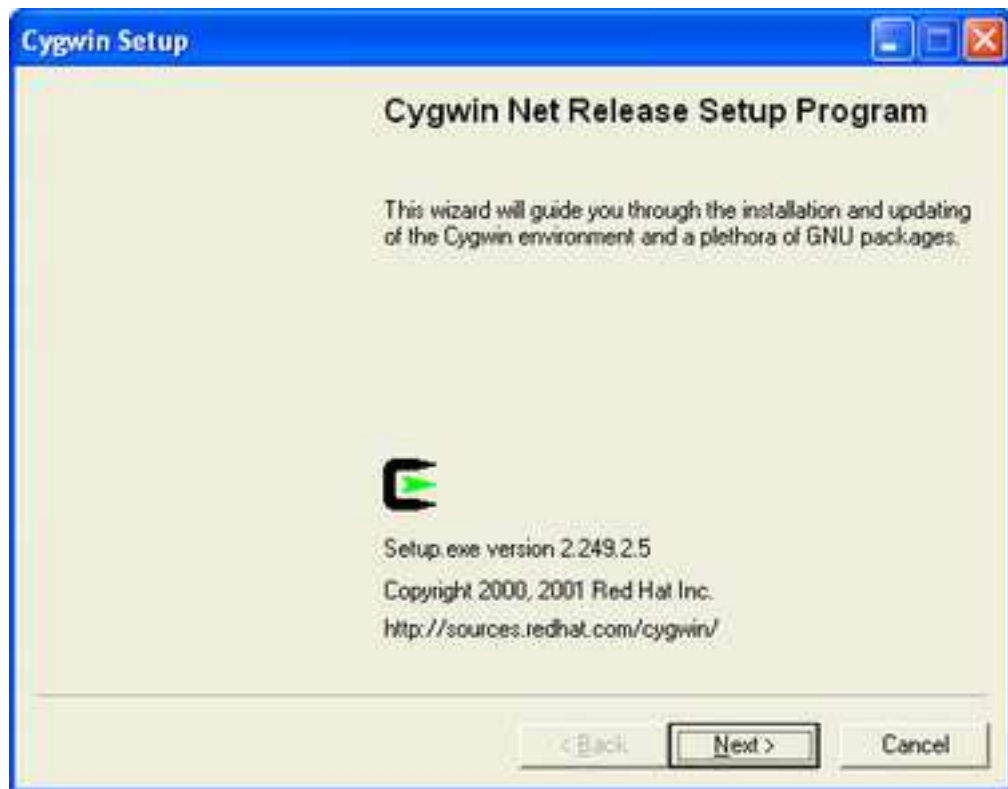 Cygwin Setup
Cygwin Net Release Setup Program
This wizard will guide you through the installation and updating
of the Cygwin environment and a plethora of GNU packages.
Setup.exe version 2.249.2.5
Copyright 2000, 2001 Red Hat Inc.
http://sources.redhat.com/cygwin/
< Back
Next >
Cancel